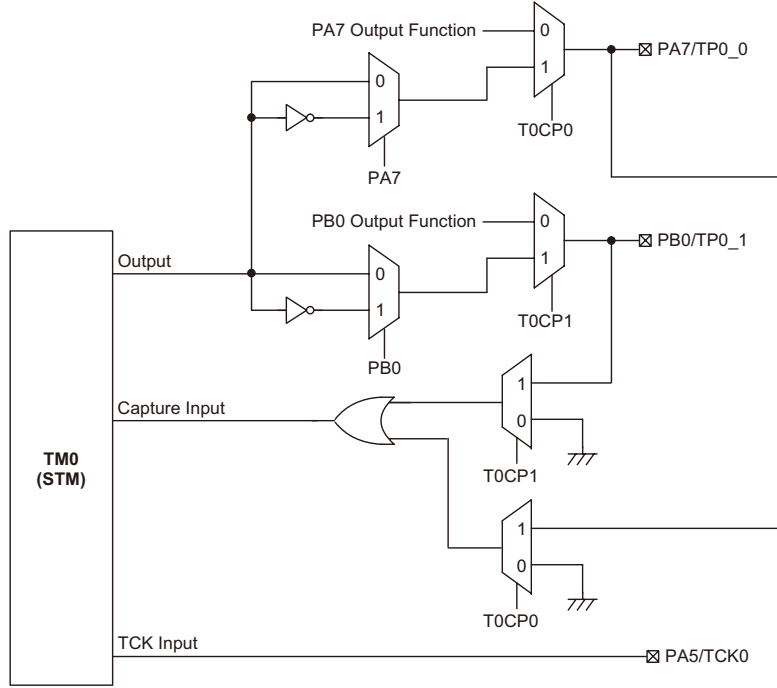 PA7 Output Function
0
1
T0CP0
PA7/TP0_0
0
1
PA7
PB0 Output Function
0
1
T0CP1
PB0/TP0_1
Output
0
1
PB0
Capture Input
1
0
T0CP1
TM0
(STM)
1
0
T0CP0
TCK Input
PA5/TCK0